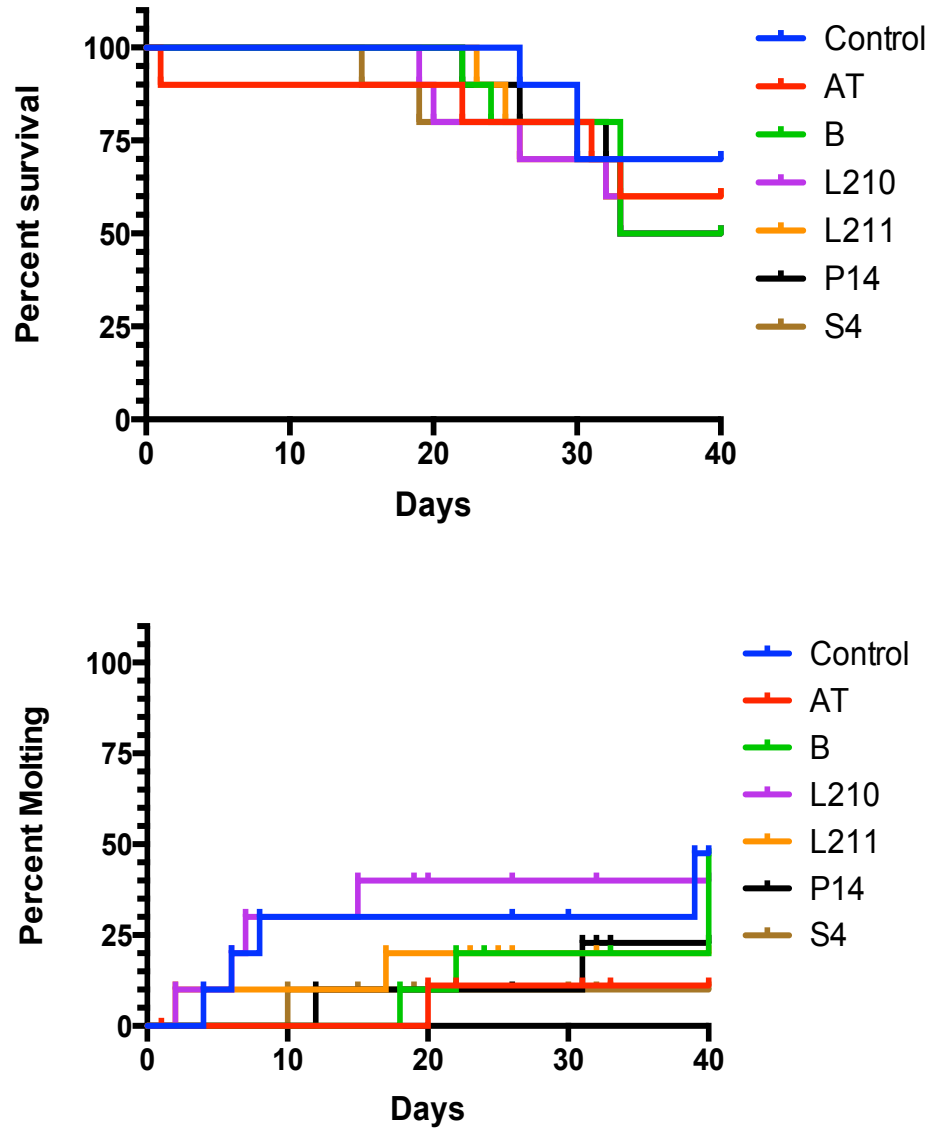 100
75
50
25
0
Percent survival
0 10 20 30 40
Days
Control
AT
B
L210
L211
P14
S4
100
75
50
25
0
Percent Molting
0 10 20 30 40
Days
Control
AT
B
L210
L211
P14
S4